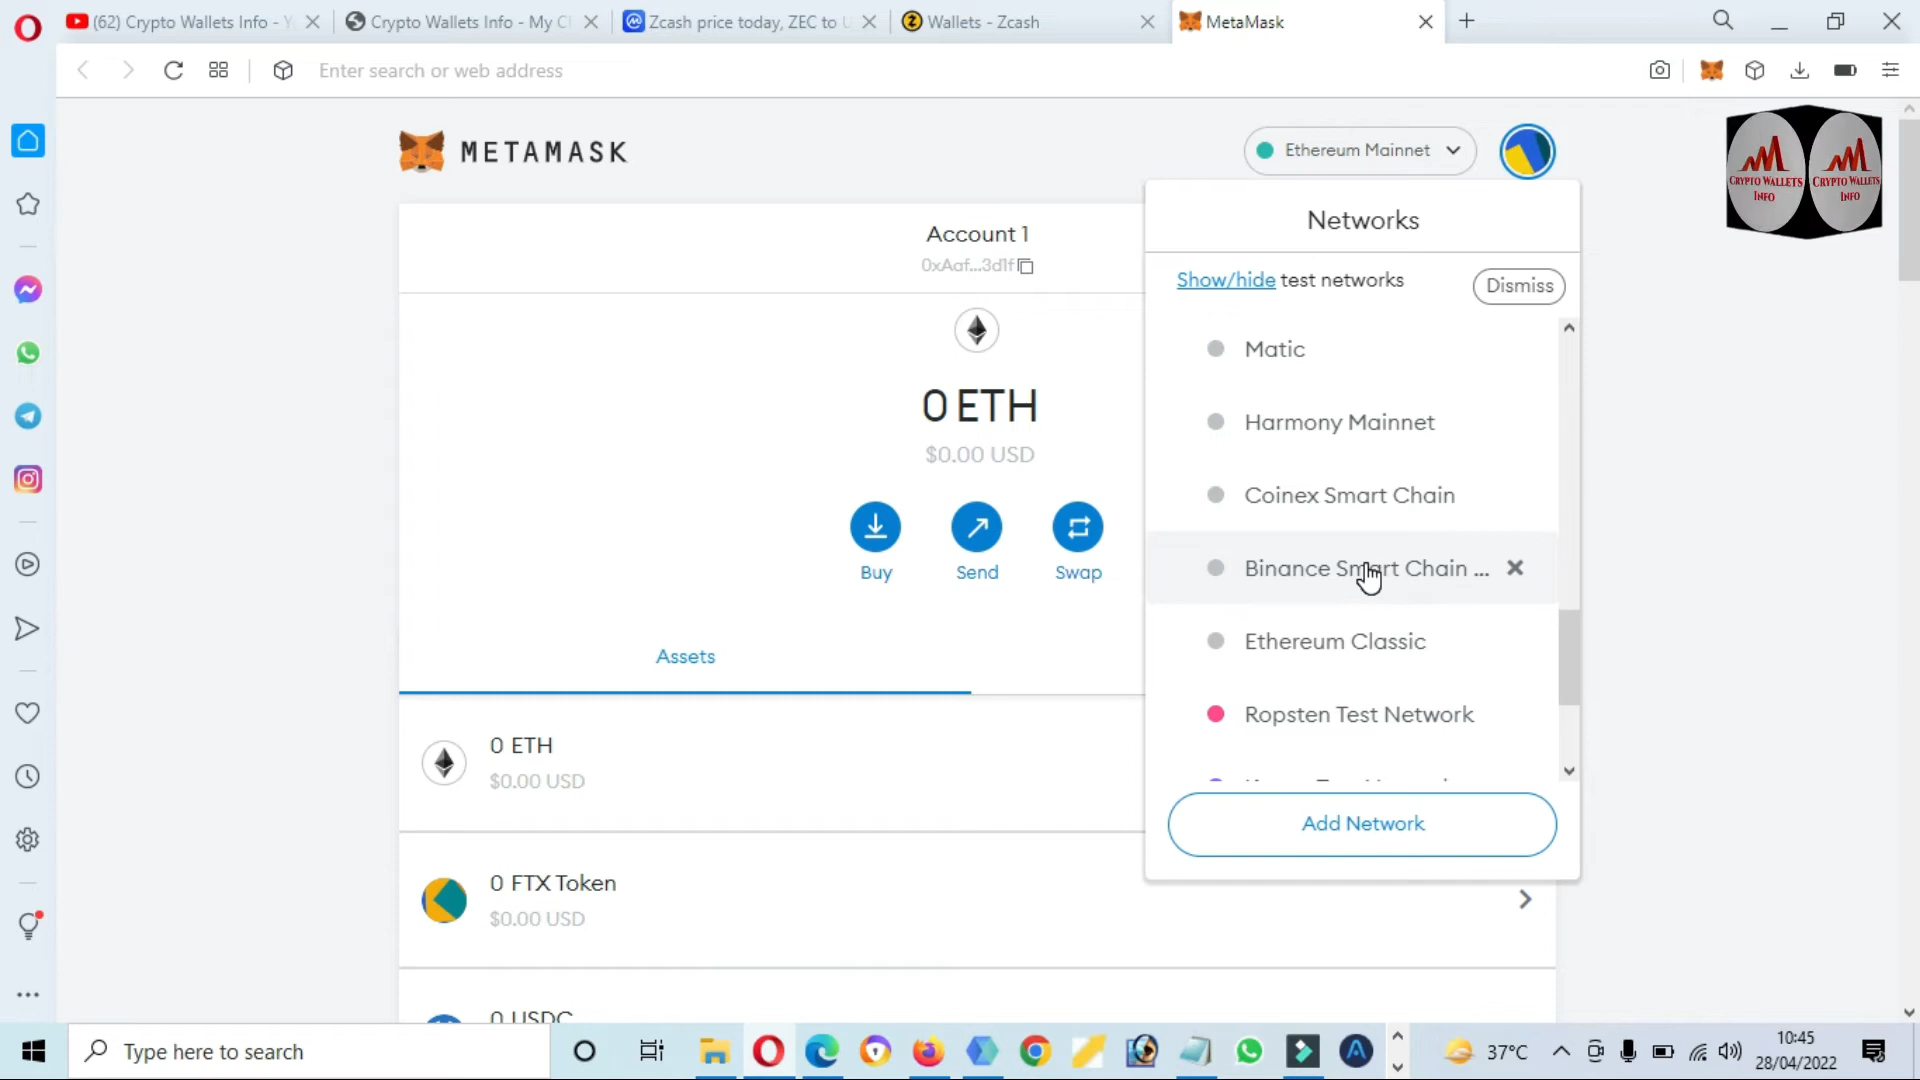 (62) Crypto Wallets Info - Y
Crypto Wallets Info - My C
Zcash price today, ZEC to U
Wallets - Zcash
MetaMask
Enter search or web address
METAMASK
Ethereum Mainnet
CRYPTO WALLETS INFO
CRYPTO WALLETS INFO
Account 1
0xAaf...3d1f
Networks
Show/hide test networks
Dismiss
Matic
Harmony Mainnet
Coinex Smart Chain
Binance Smart Chain ...
Ethereum Classic
Ropsten Test Network
Add Network
0 ETH
$0.00 USD
Buy
Send
Swap
Assets
0 ETH
$0.00 USD
0 FTX Token
$0.00 USD
0 USDC
Type here to search
37°C
10:45
28/04/2022